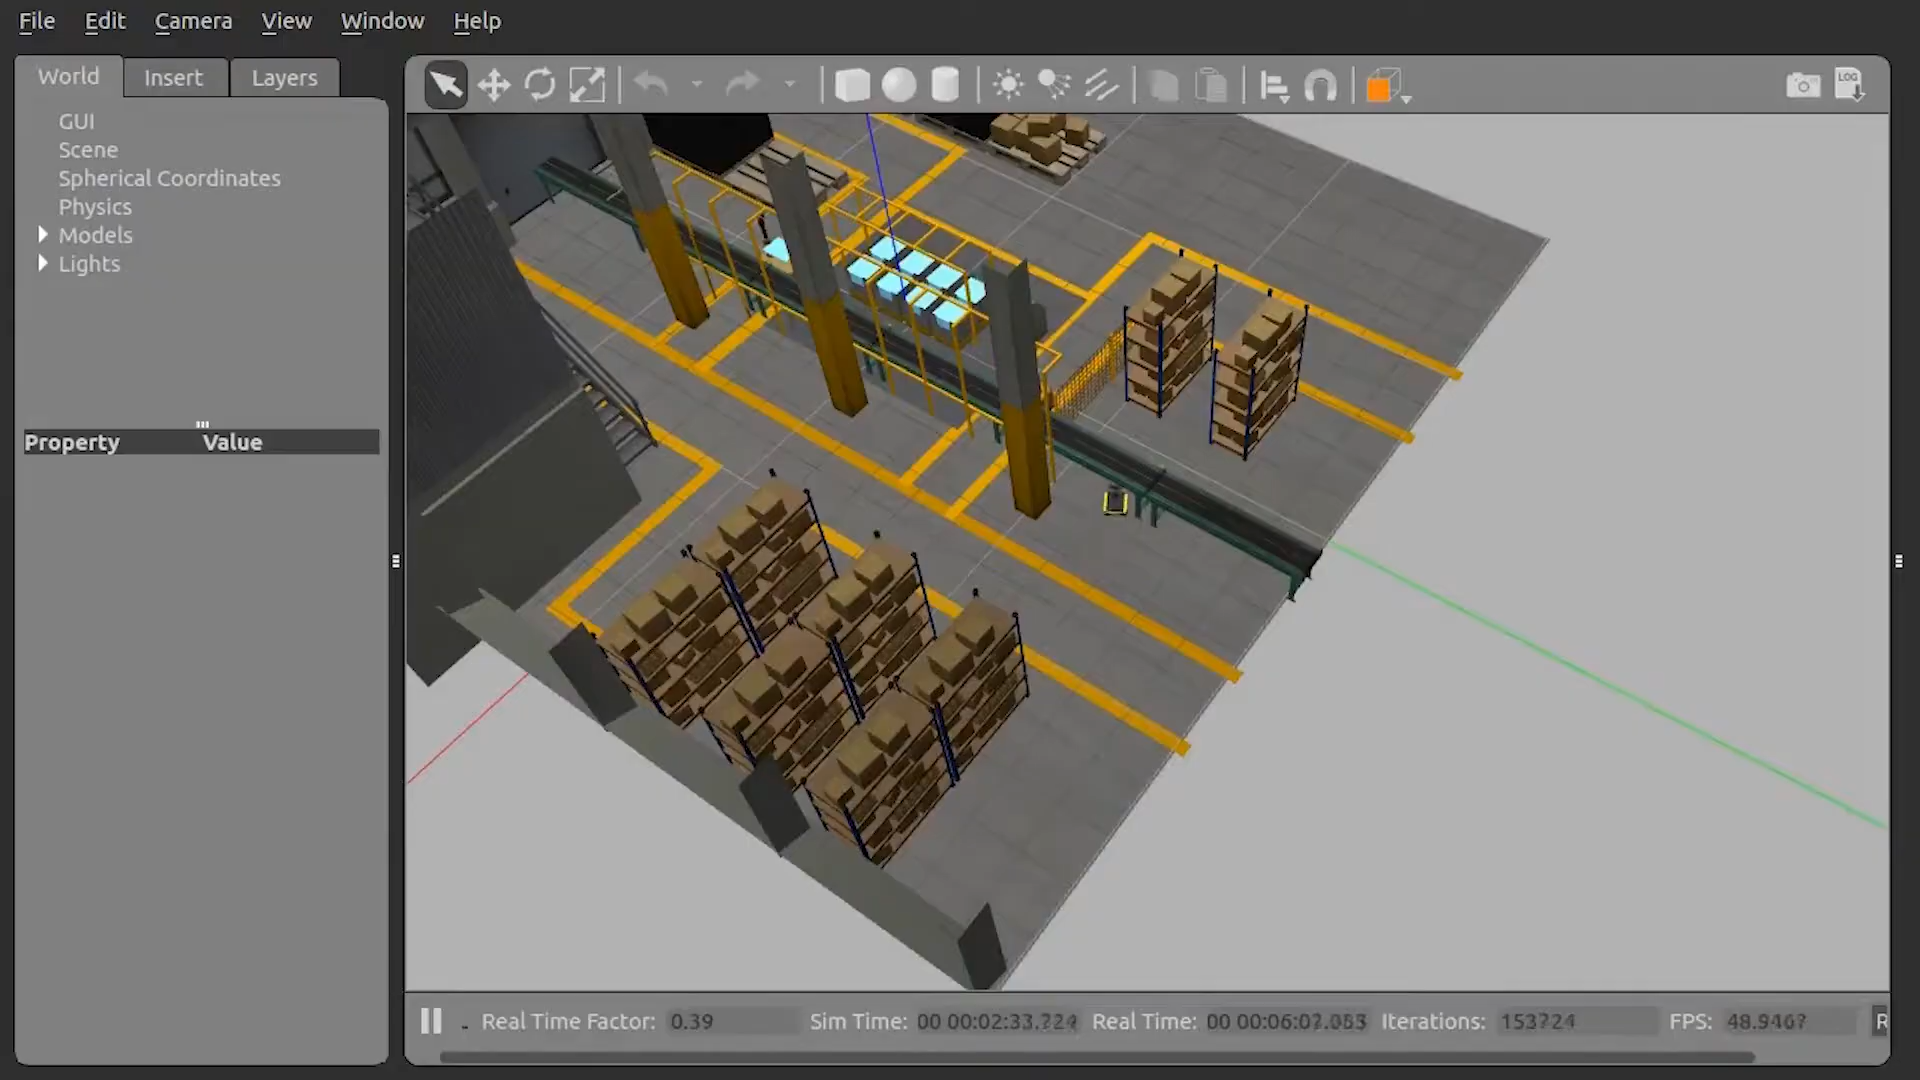 File Edit Camera View Window Help
World Insert Layers
LOG
GUI
Scene
Spherical Coordinates
Physics
Models
Lights
Property Value
Real Time Factor: 0.39 Sim Time: Real Time: Iterations: FPS: R